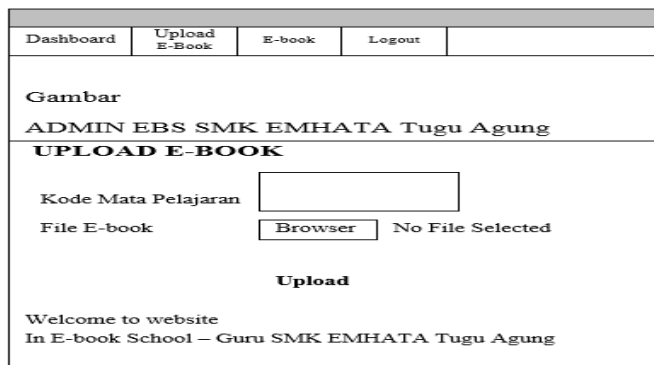 Dashboard
Upload
E-Book
E-book
Logout
Gambar
ADMIN EBS SMK EMHATA Tugu Agung
UPLOAD E-BOOK
Kode Mata Pelajaran
File E-book Browser No File Selected
Upload
Welcome to website
In E-book School – Guru SMK EMHATA Tugu Agung